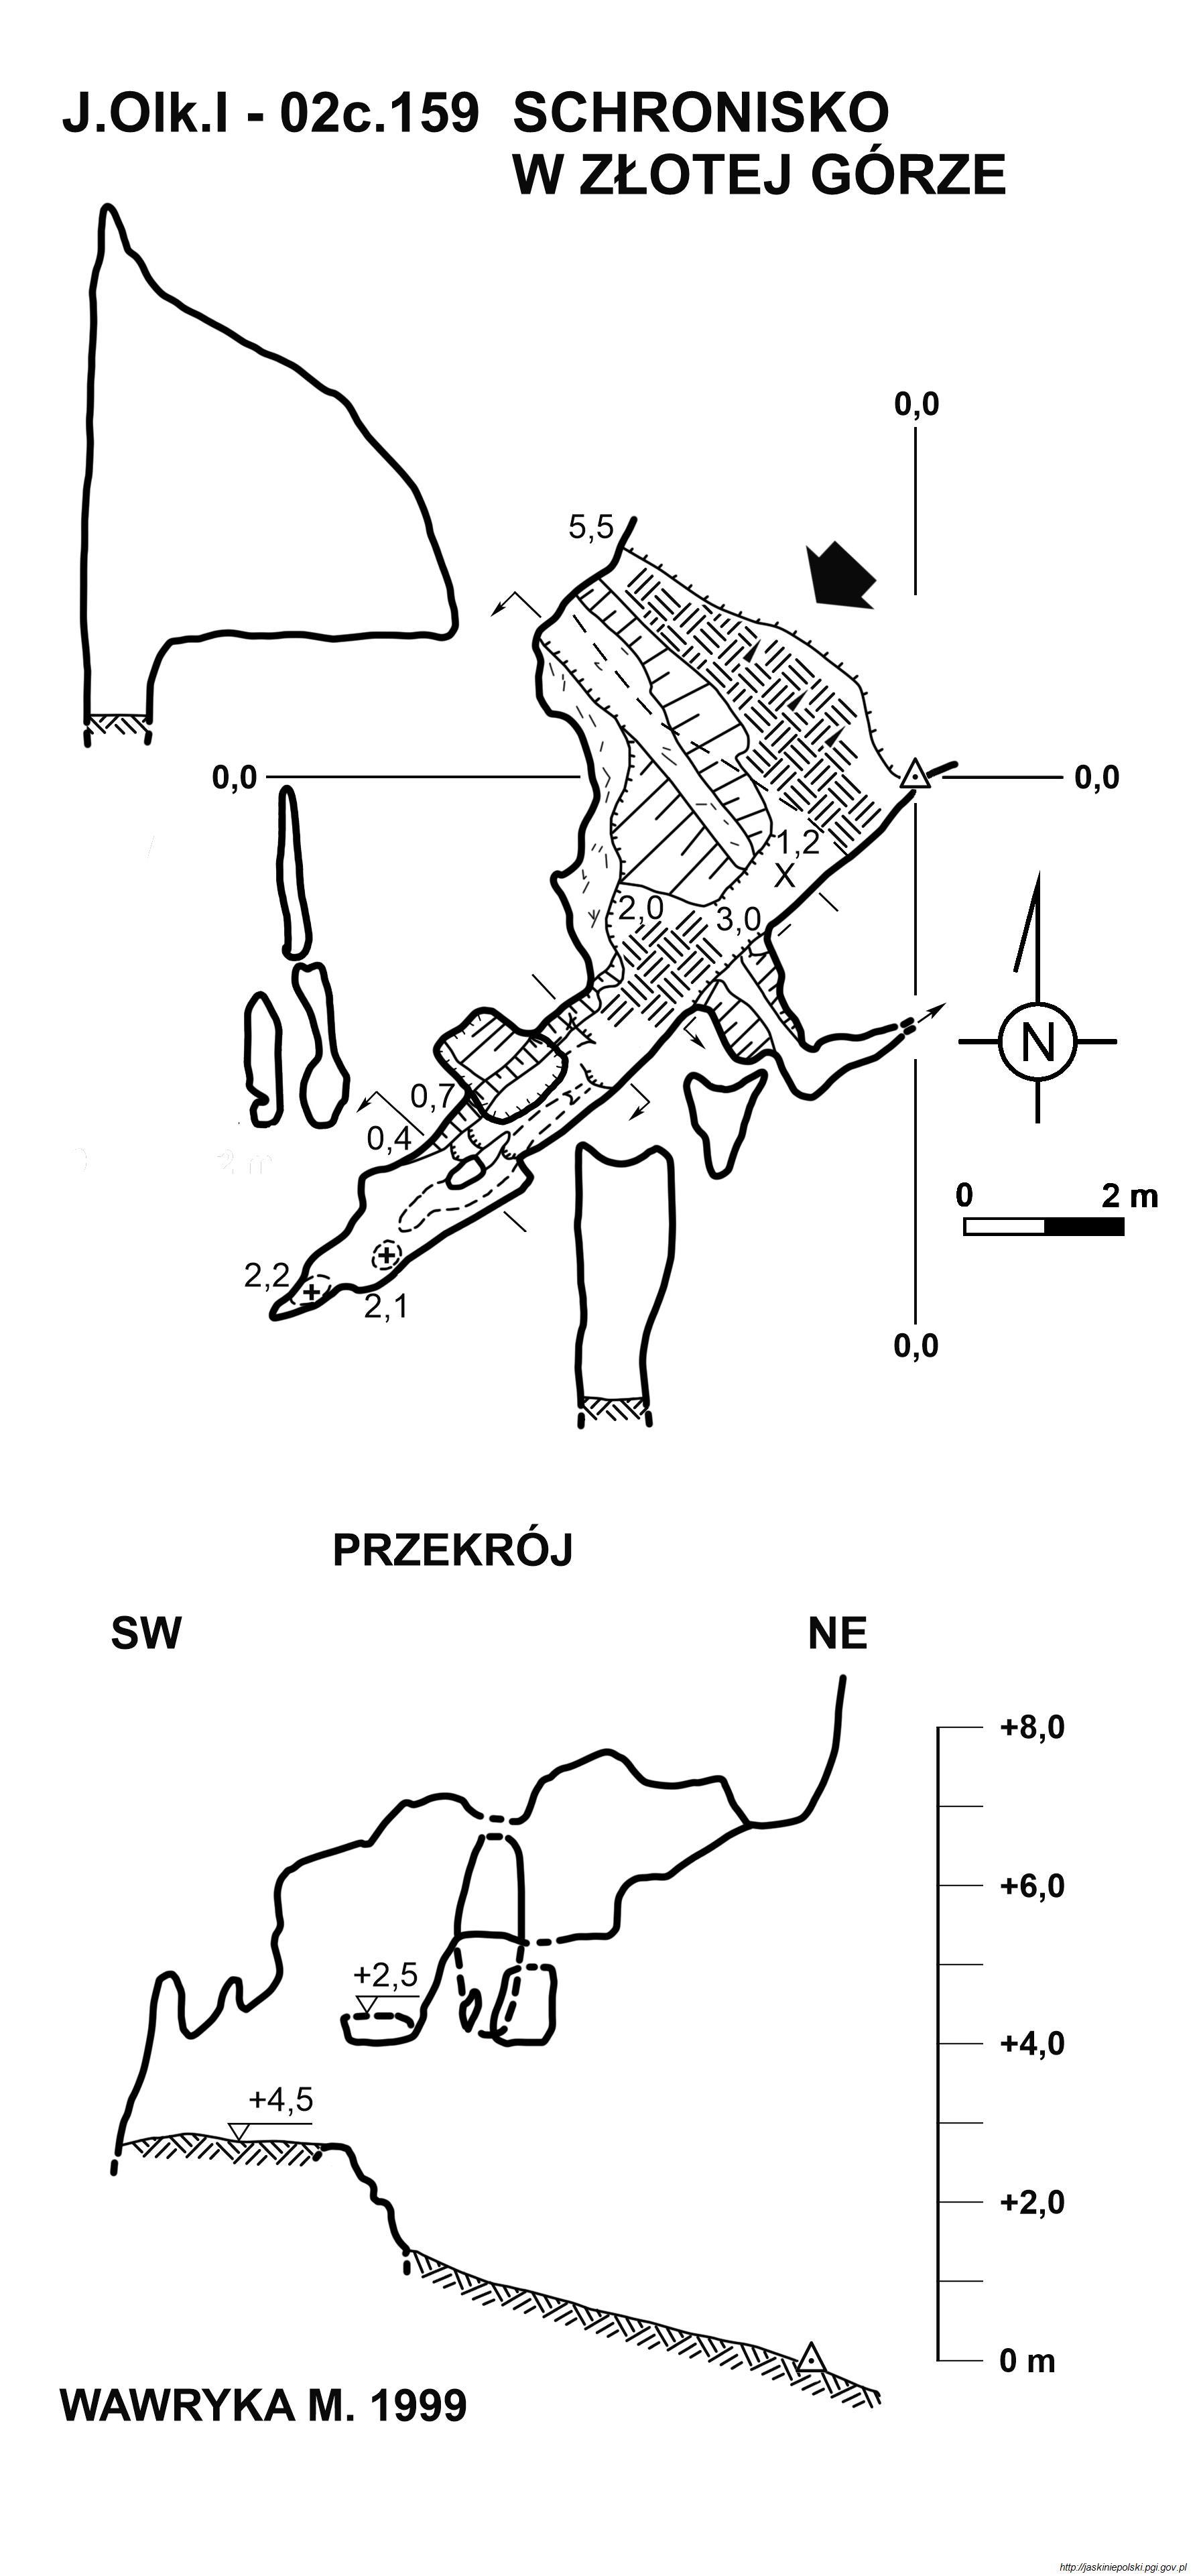 J.Olk.I - 02c.159 SCHRONISKO
W ZŁOTEJ GÓRZE
0,0
5,5
0,0
0,0
1,2
X
2,0
3,0
N
0,7
0,4
0 2 m
2,2
2,1
0,0
PRZEKRÓJ
SW NE
+8,0
+6,0
+2,5
+4,0
+4,5
+2,0
0 m
WAWRYKA M. 1999
http://jaskiniepolski.pgi.gov.pl